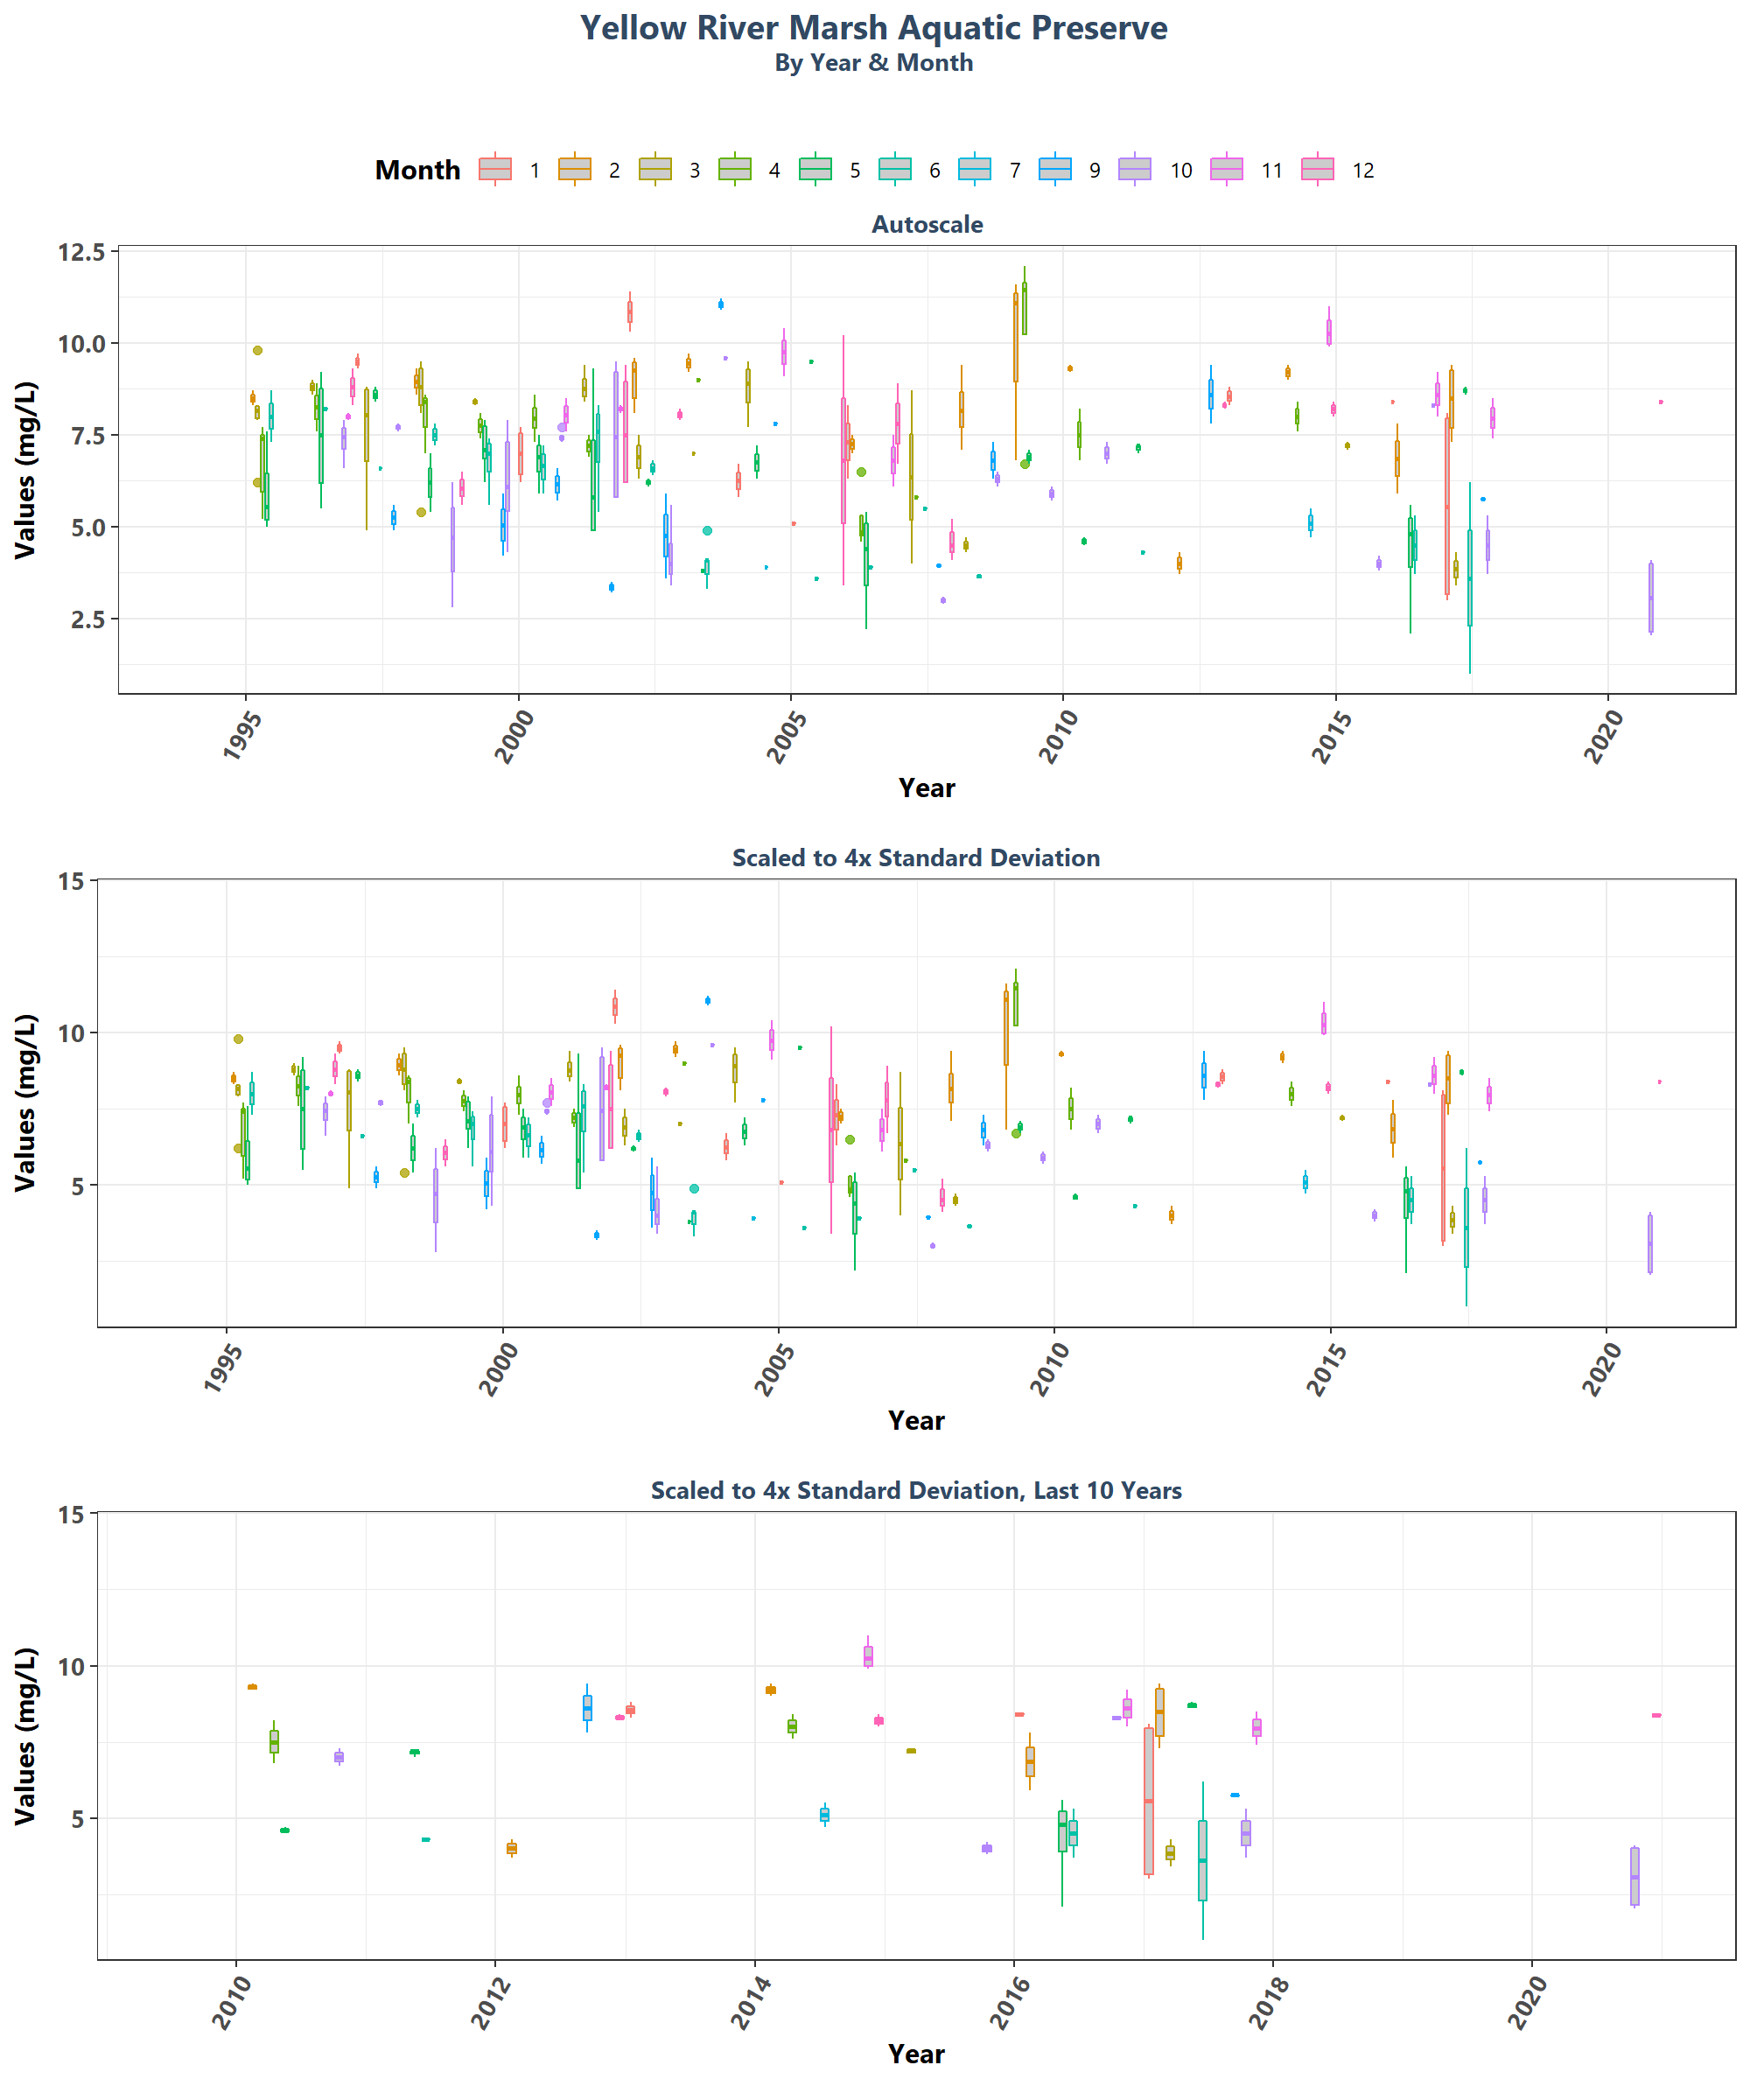 Yellow River Marsh Aquatic Preserve
By Year & Month
Month 1 2 3 4 5 6 7 9 10 11 12
Autoscale
Values (mg/L)
12.5
10.0
7.5
5.0
2.5
1995 2000 2005 2010 2015 2020
Year
Scaled to 4x Standard Deviation
Values (mg/L)
15
10
5
1995 2000 2005 2010 2015 2020
Year
Scaled to 4x Standard Deviation, Last 10 Years
Values (mg/L)
15
10
5
2010 2012 2014 2016 2018 2020
Year